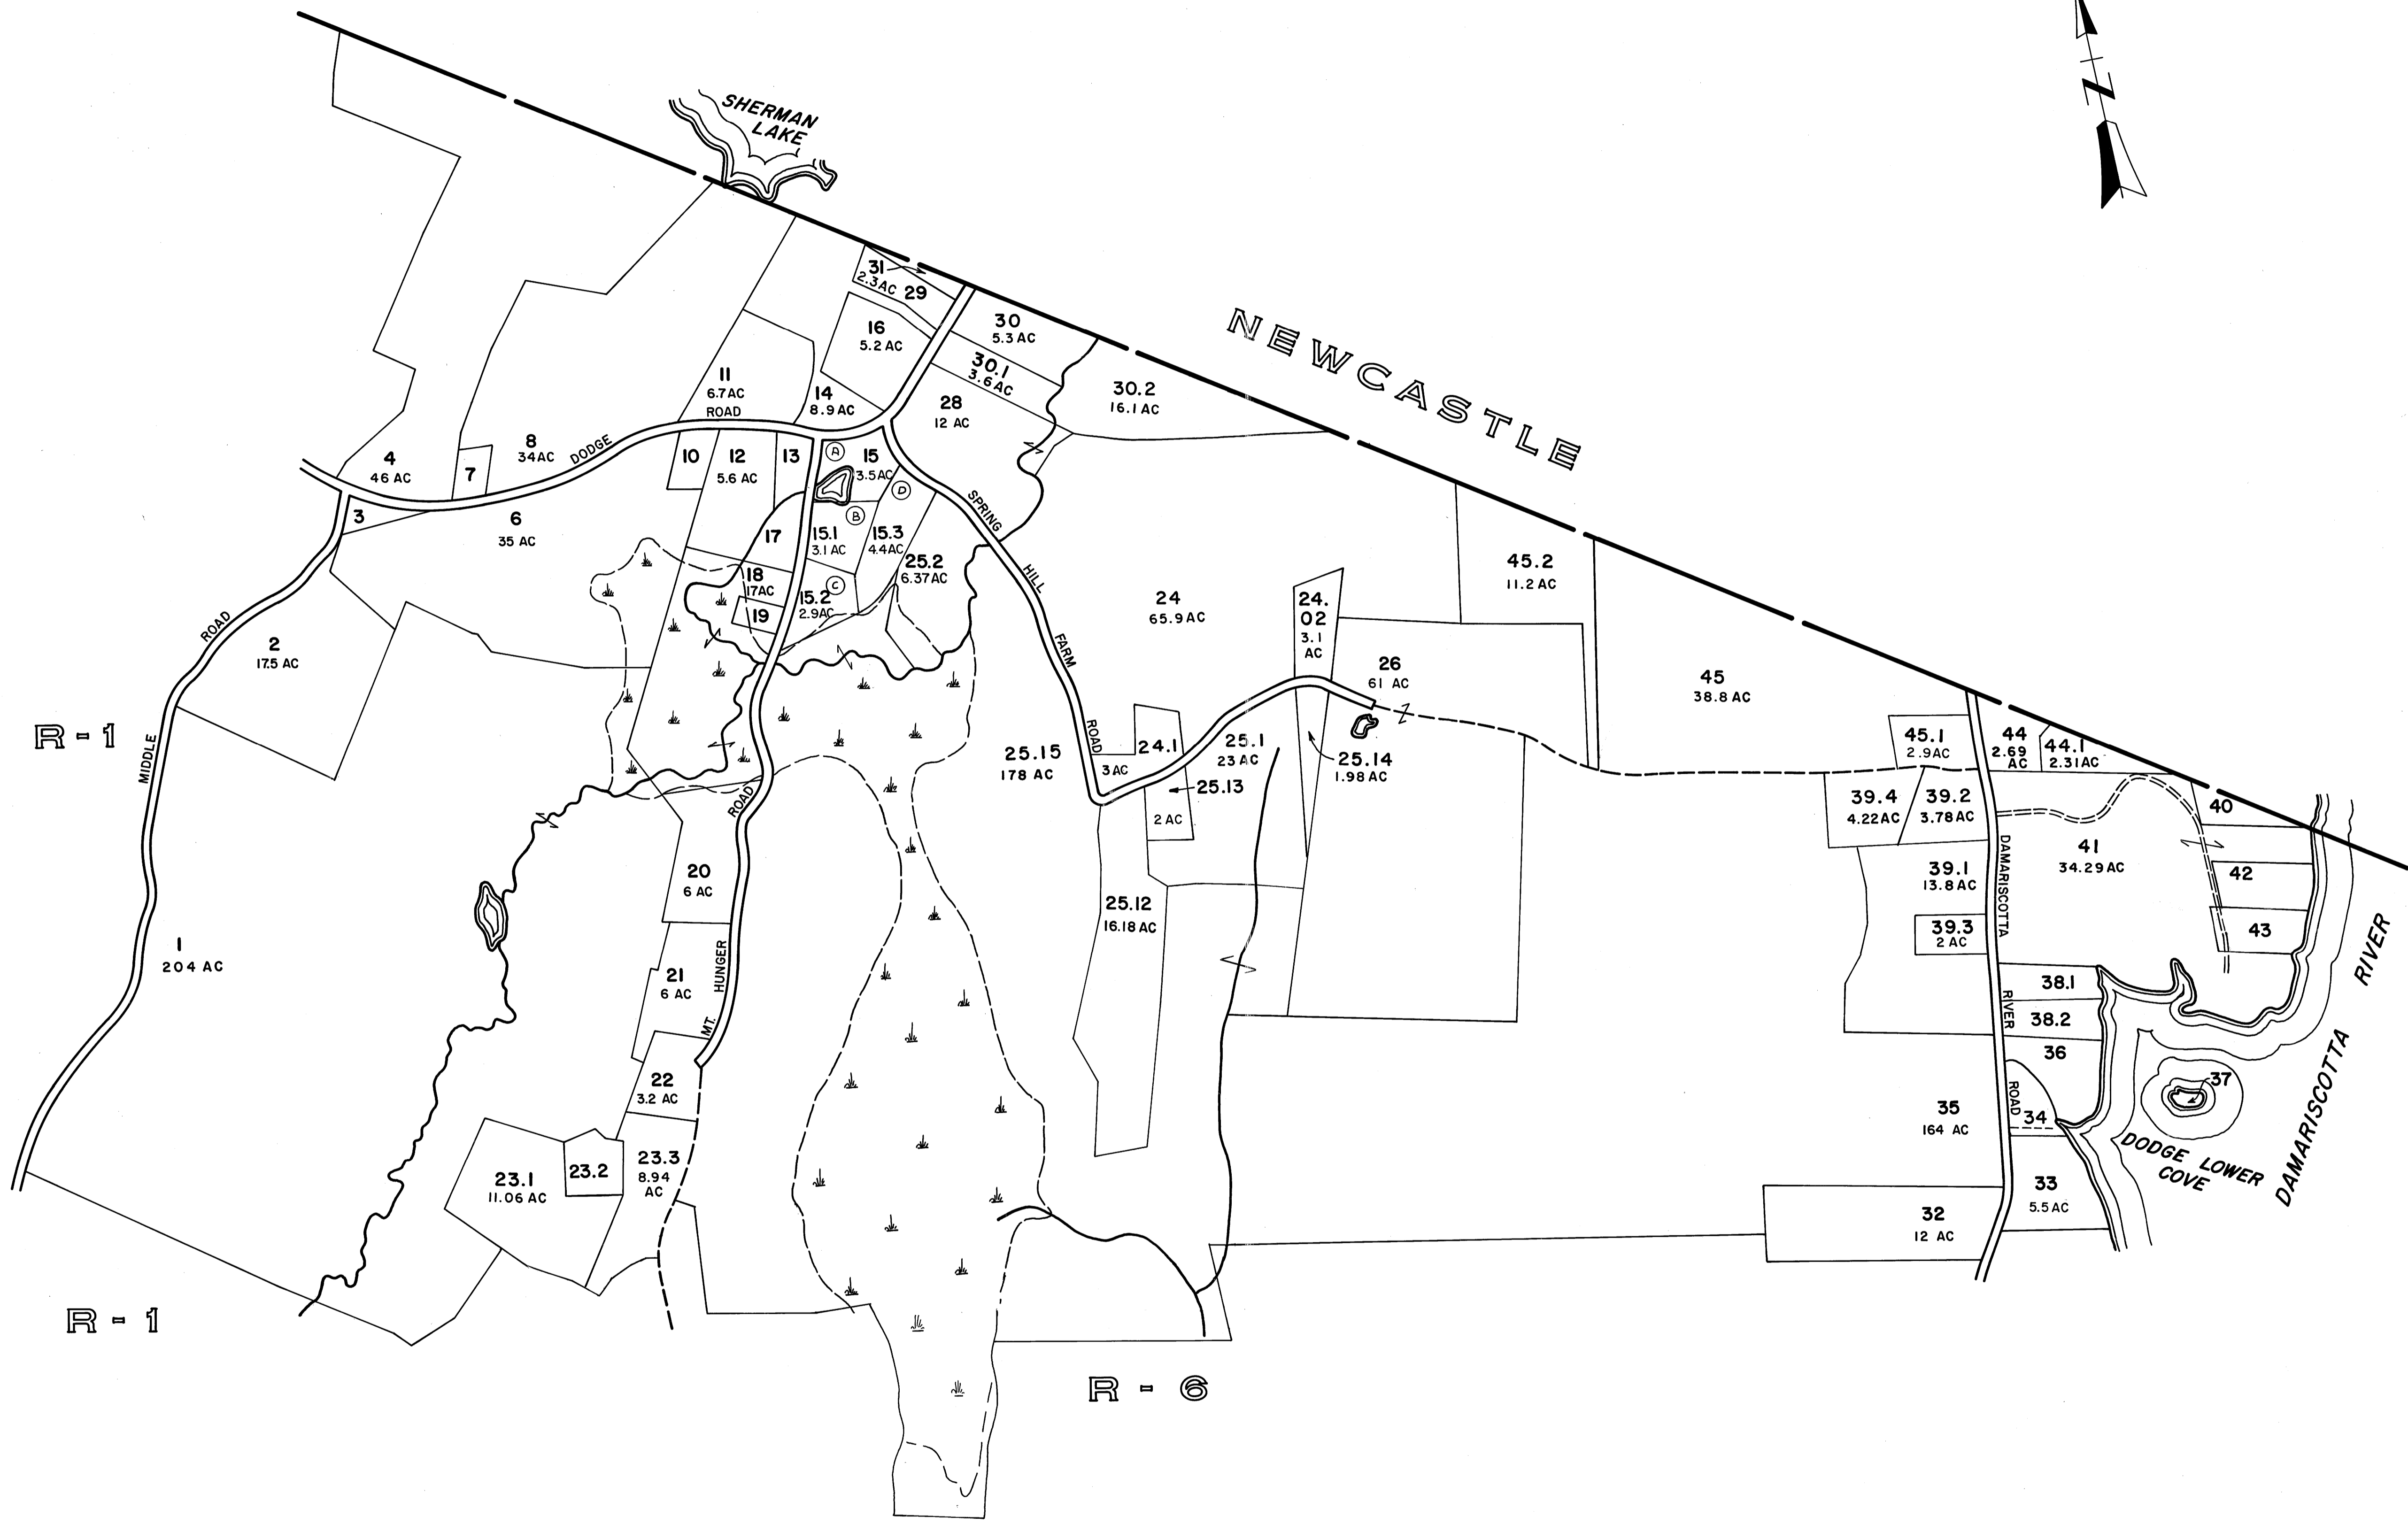 SHERMAN
LAKE
N
NEWCASTLE
31
2.3 AC
29
30
5.3 AC
16
5.2 AC
30.1
3.6 AC
30.2
16.1 AC
11
6.7 AC
14
8.9 AC
28
12 AC
DODGE ROAD
8
34 AC
4
46 AC
7
10
12
5.6 AC
13
A
15
3.5 AC
D
B
3
6
35 AC
17
15.1
3.1 AC
15.3
4.4 AC
SPRING HILL FARM ROAD
25.2
6.37 AC
45.2
11.2 AC
18
17 AC
C
15.2
2.9 AC
19
24
65.9 AC
24.
02
3.1
AC
2
17.5 AC
26
61 AC
45
38.8 AC
R-1
MIDDLE ROAD
25.15
178 AC
24.1
3 AC
25.1
23 AC
25.14
1.98 AC
25.13
2 AC
45.1
2.9 AC
44
2.69
AC
44.1
2.31 AC
39.4
4.22 AC
39.2
3.78 AC
40
41
34.29 AC
42
43
39.1
13.8 AC
39.3
2 AC
DAMARISCOTTA RIVER ROAD
20
6 AC
25.12
16.18 AC
1
204 AC
21
6 AC
MT. HUNGER ROAD
38.1
38.2
36
37
22
3.2 AC
35
164 AC
34
DODGE LOWER
COVE
DAMARISCOTTA RIVER
23.1
11.06 AC
23.2
23.3
8.94
AC
33
5.5 AC
32
12 AC
R-1
R-6